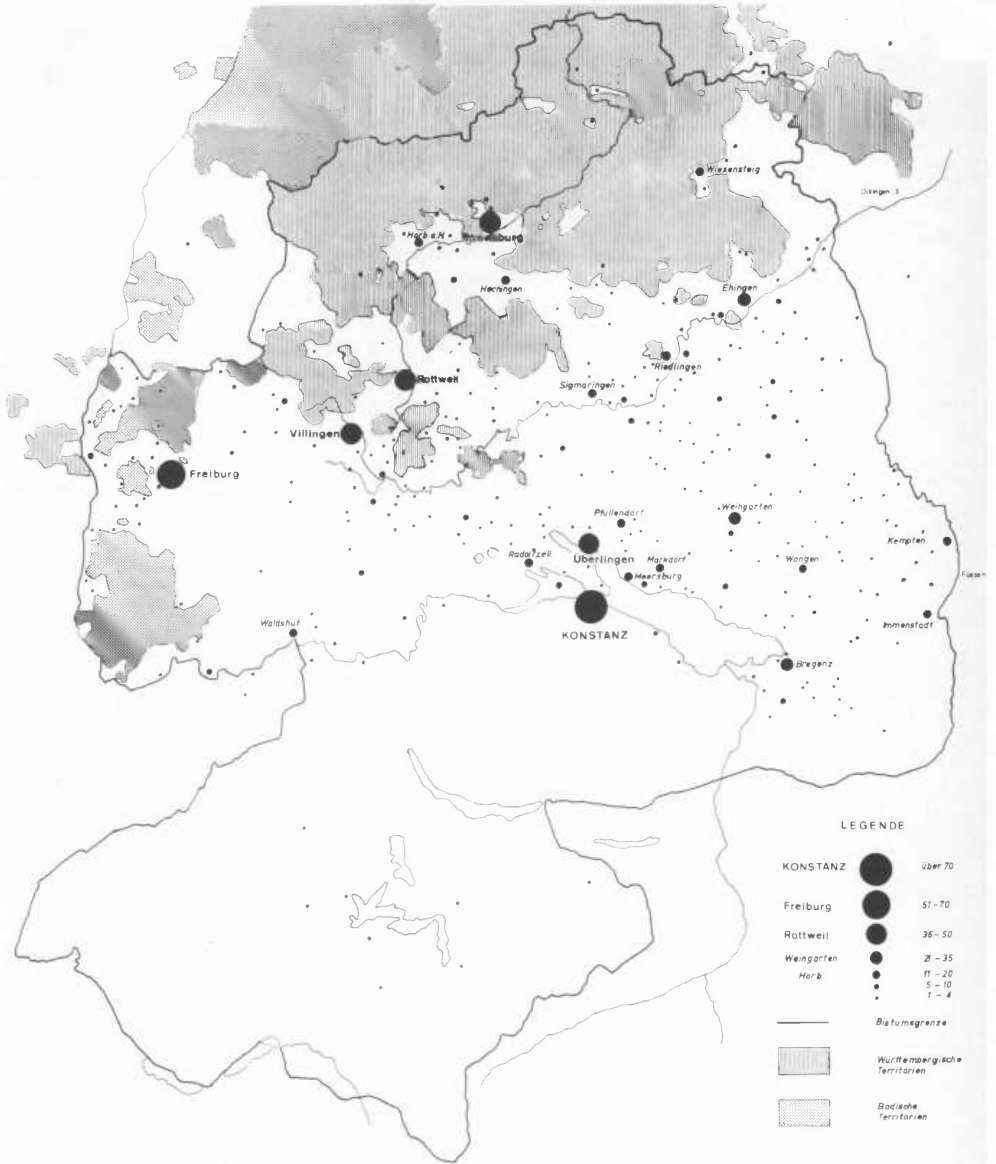 Wiesensteig
Dillingen 3
Horb a.N.
Rottenburg
Hechingen
Ehingen
Riedlingen
Rottweil
Sigmaringen
Villingen
Freiburg
Pfullendorf
Weingarten
Kempten
Überlingen
Radolfzell
Markdorf
Wangen
Meersburg
Füssen
KONSTANZ
Immenstadt
Waldshut
Bregenz
LEGENDE
KONSTANZ über 70
Freiburg 51 - 70
Rottweil 36 - 50
Weingarten 21 - 35
Horb 11 - 20
5 - 10
1 - 4
Bistumsgrenze
Württembergische
Territorien
Badische
Territorien